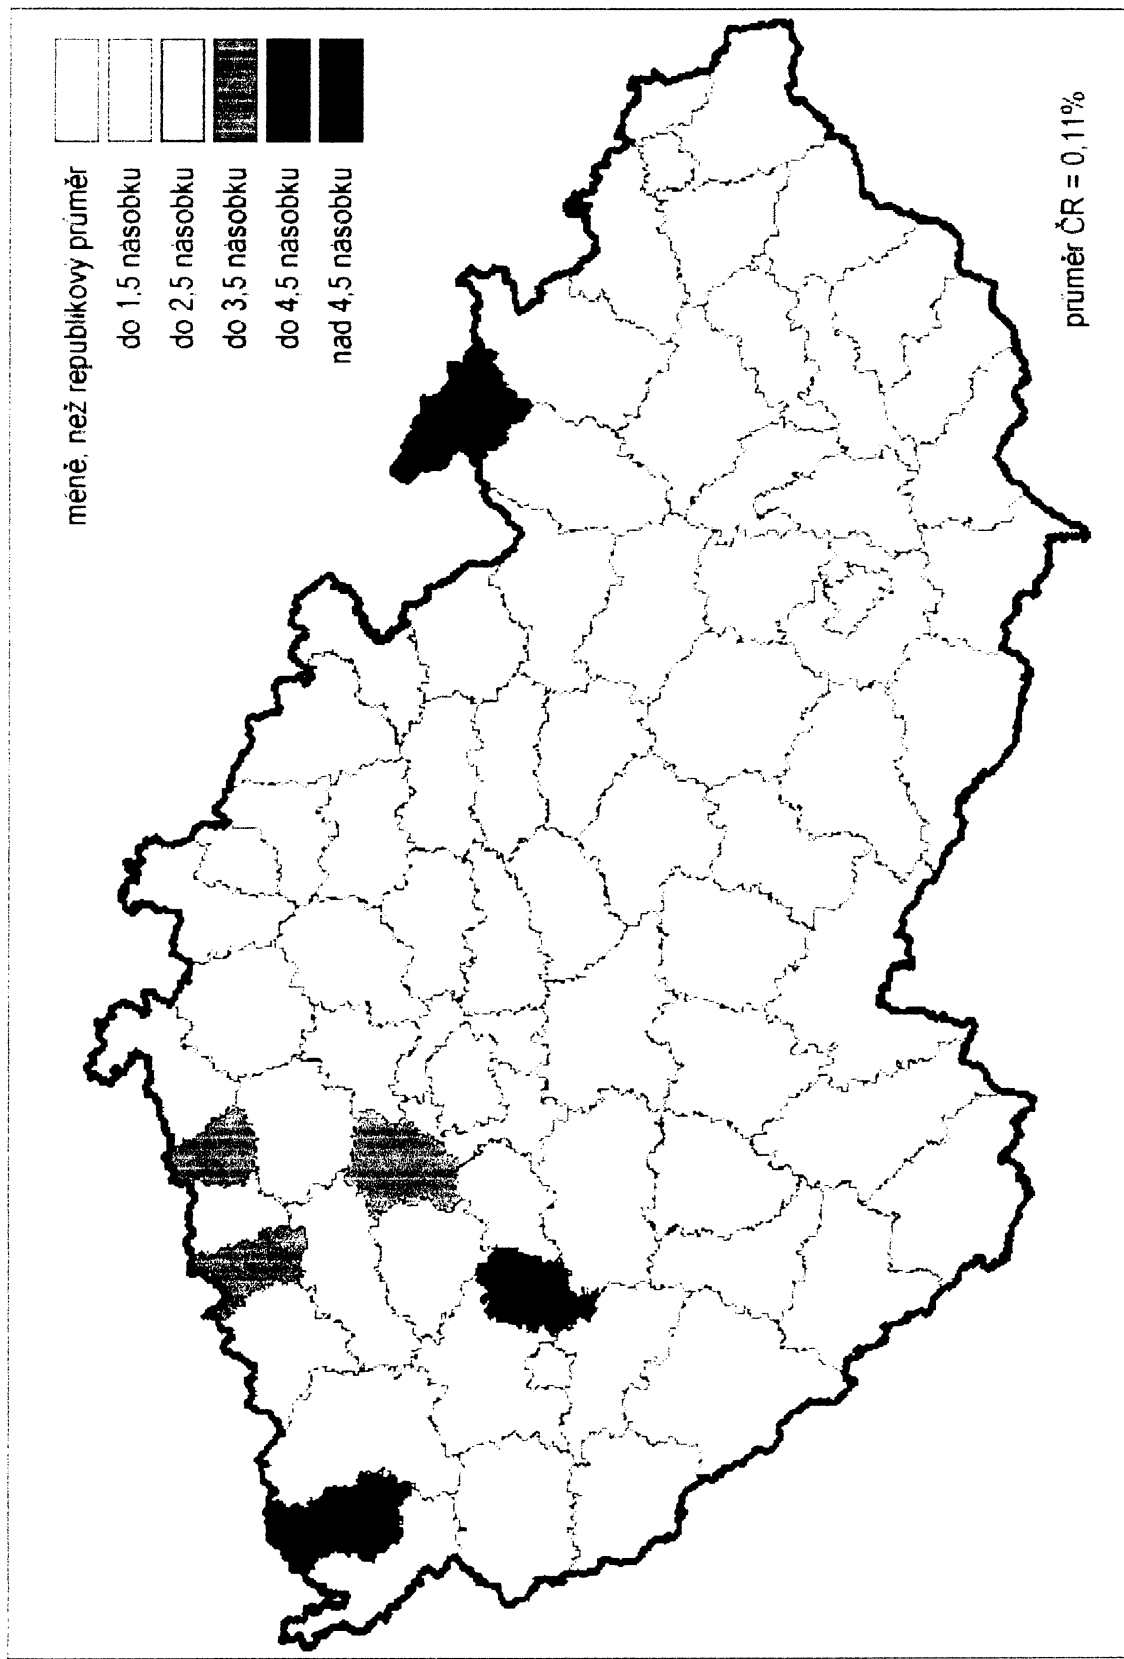 méně, než republikový průměr
do 1,5 násobku
do 2,5 násobku
do 3,5 násobku
do 4,5 násobku
nad 4,5 násobku
průměr ČR = 0,11%